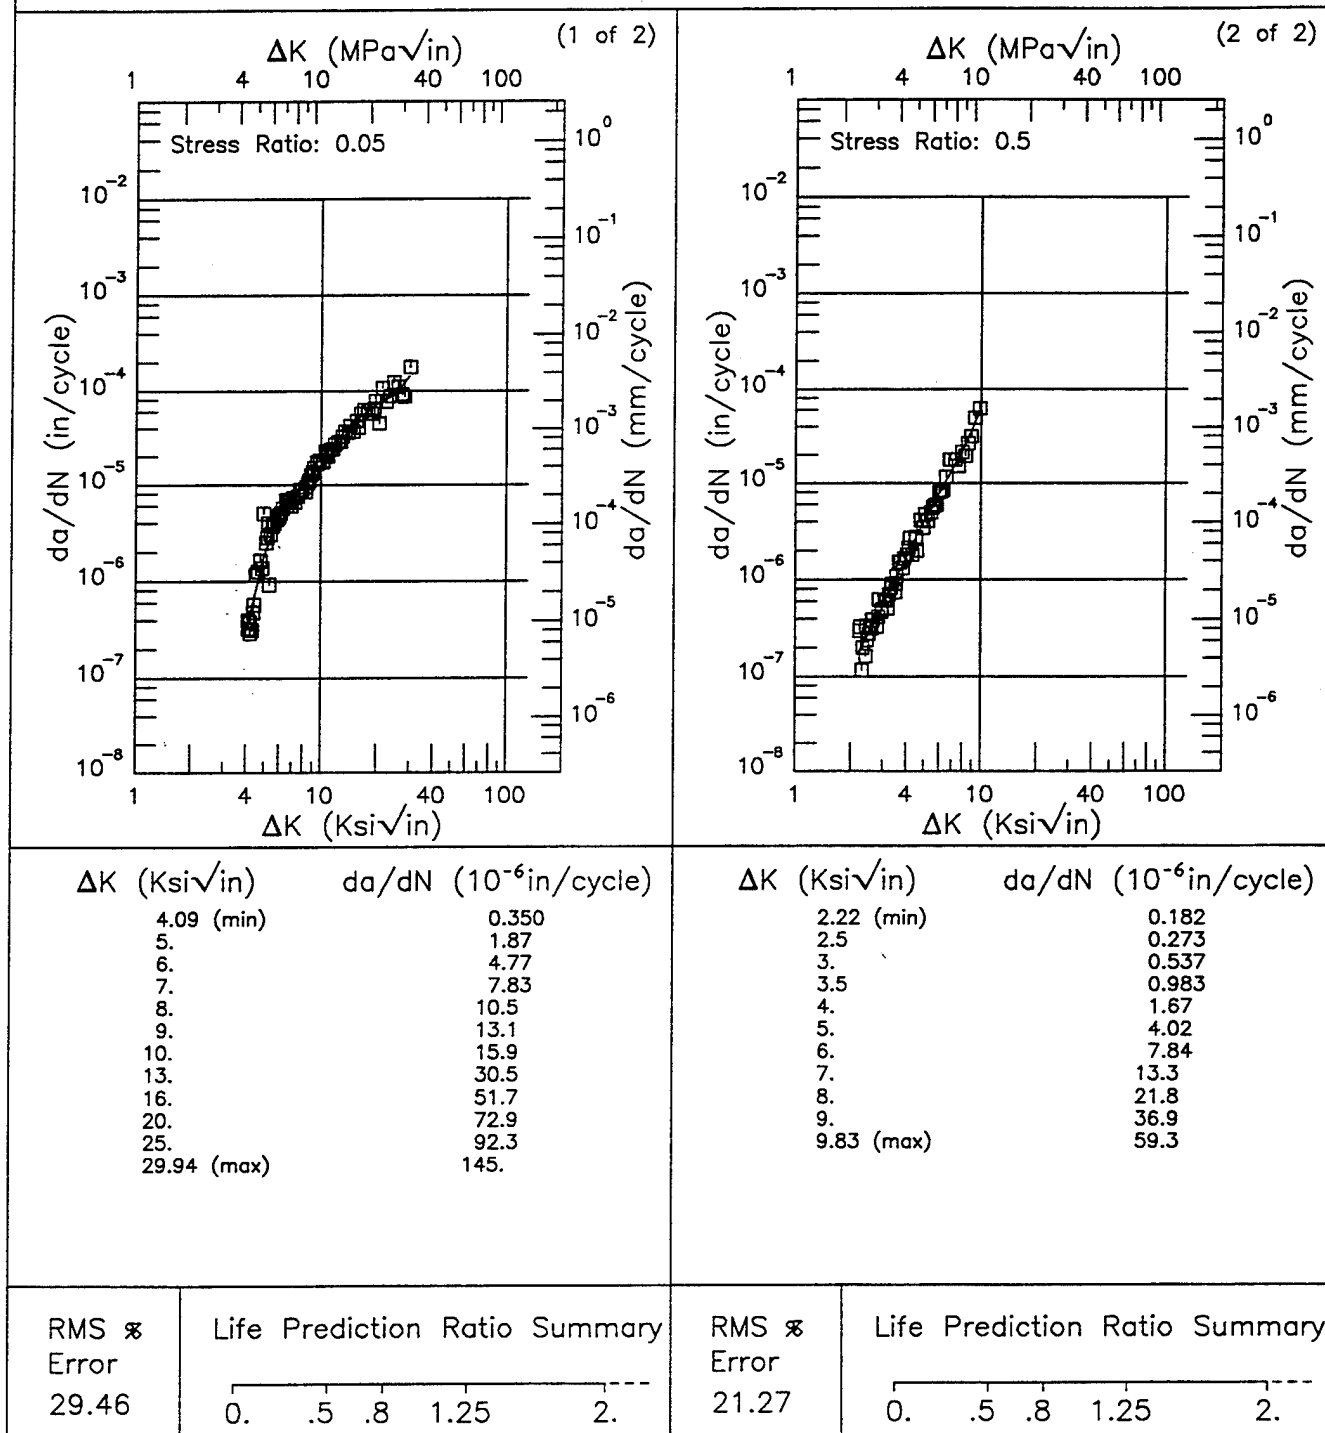 (1 of 2)
ΔK (MPa√in)
1 4 10 40 100
Stress Ratio: 0.05
10⁰
10⁻²
10⁻¹
10⁻³
10⁻²
10⁻⁴
10⁻³
10⁻⁵
10⁻⁴
10⁻⁶
10⁻⁵
10⁻⁷
10⁻⁶
10⁻⁸
da/dN (in/cycle)
da/dN (mm/cycle)
1 4 10 40 100
ΔK (Ksi√in)
ΔK (Ksi√in) da/dN (10⁻⁶in/cycle)
4.09 (min) 0.350
5. 1.87
6. 4.77
7. 7.83
8. 10.5
9. 13.1
10. 15.9
13. 30.5
16. 51.7
20. 72.9
25. 92.3
29.94 (max) 145.
RMS % Life Prediction Ratio Summary
Error
29.46
0. .5 .8 1.25 2.
(2 of 2)
ΔK (MPa√in)
1 4 10 40 100
Stress Ratio: 0.5
10⁰
10⁻²
10⁻¹
10⁻³
10⁻²
10⁻⁴
10⁻³
10⁻⁵
10⁻⁴
10⁻⁶
10⁻⁵
10⁻⁷
10⁻⁶
10⁻⁸
da/dN (in/cycle)
da/dN (mm/cycle)
1 4 10 40 100
ΔK (Ksi√in)
ΔK (Ksi√in) da/dN (10⁻⁶in/cycle)
2.22 (min) 0.182
2.5 0.273
3. 0.537
3.5 0.983
4. 1.67
5. 4.02
6. 7.84
7. 13.3
8. 21.8
9. 36.9
9.83 (max) 59.3
RMS % Life Prediction Ratio Summary
Error
21.27
0. .5 .8 1.25 2.